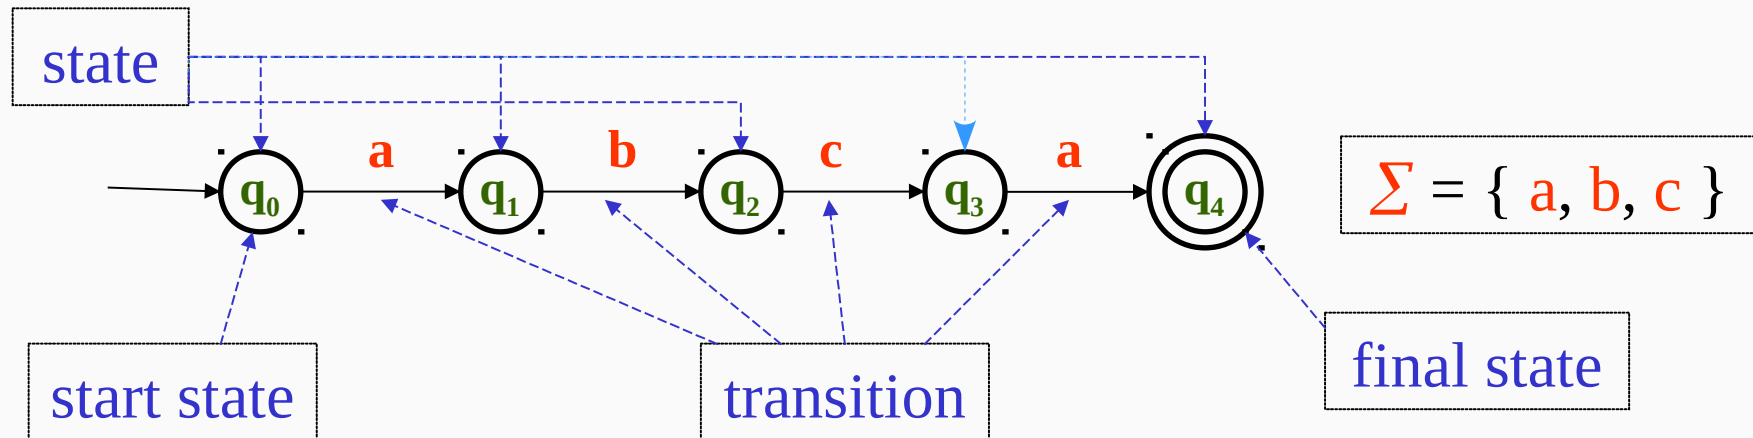 state
a b c a
q0 q1 q2 q3 q4
Σ = { a, b, c }
start state
transition
final state